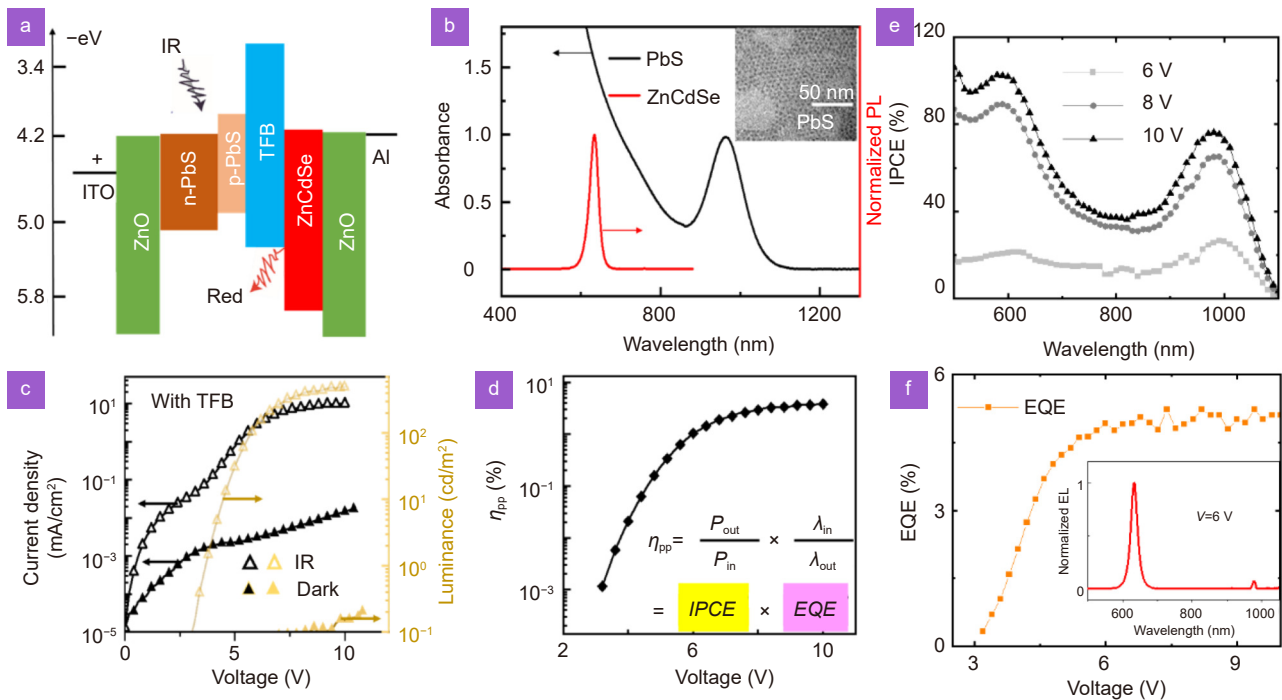 a
−eV
3.4
4.2
5.0
5.8
IR
+
ITO
ZnO
n-PbS
p-PbS
TFB
ZnCdSe
ZnO
Al
Red
b
Absorbance
1.5
1.0
0.5
0
PbS
ZnCdSe
50 nm
PbS
Normalized PL
400
800
1200
Wavelength (nm)
e
IPCE (%)
120
80
40
0
6 V
8 V
10 V
600
800
1000
Wavelength (nm)
c
With TFB
Current density
(mA/cm²)
10¹
10⁻¹
10⁻³
10⁻⁵
IR
Dark
Luminance (cd/m²)
10²
10¹
10⁰
10⁻¹
0
5
10
Voltage (V)
d
ηpp (%)
10¹
10⁻¹
10⁻³
ηpp= Pout/Pin × λin/λout
= IPCE × EQE
2
6
10
Voltage (V)
f
EQE (%)
6
3
0
EQE
Normalized EL
1
0
V=6 V
600
800
1000
Wavelength (nm)
3
6
9
Voltage (V)